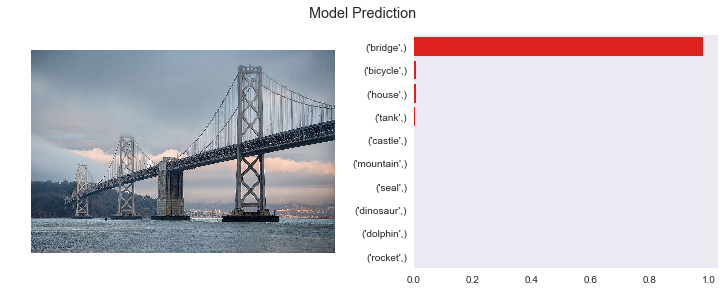 Model Prediction
('bridge',)
('bicycle',)
('house',)
('tank',)
('castle',)
('mountain',)
('seal',)
('dinosaur',)
('dolphin',)
('rocket',)
0.0 0.2 0.4 0.6 0.8 1.0